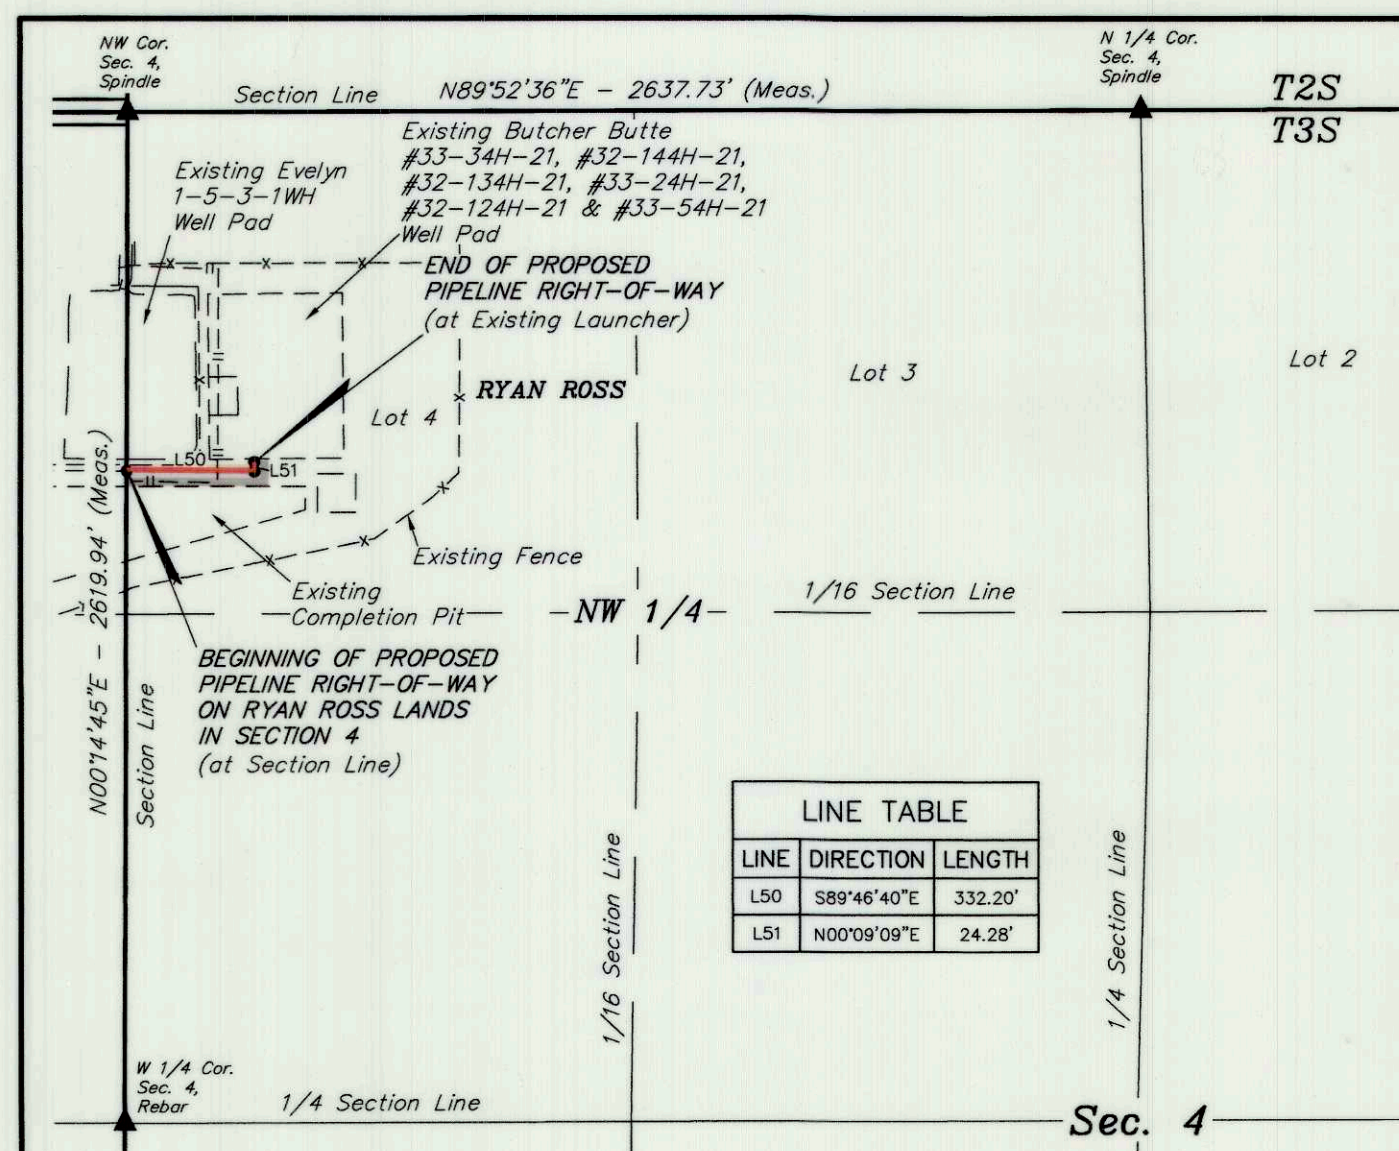 NW Cor.
Sec. 4,
Spindle
N 1/4 Cor.
Sec. 4,
Spindle
Section Line
N89°52'36"E - 2637.73' (Meas.)
T2S
T3S
Existing Butcher Butte
#33-34H-21, #32-144H-21,
#32-134H-21, #33-24H-21,
#32-124H-21 & #33-54H-21
Well Pad
Existing Evelyn
1-5-3-1WH
Well Pad
END OF PROPOSED
PIPELINE RIGHT-OF-WAY
(at Existing Launcher)
RYAN ROSS
Lot 4
Lot 3
Lot 2
L50
L51
Existing Fence
Existing
Completion Pit
NW 1/4
1/16 Section Line
BEGINNING OF PROPOSED
PIPELINE RIGHT-OF-WAY
ON RYAN ROSS LANDS
IN SECTION 4
(at Section Line)
N00°14'45"E - 2619.94' (Meas.)
Section Line
LINE TABLE
LINE DIRECTION LENGTH
L50 S89°46'40"E 332.20'
L51 N00°09'09"E 24.28'
1/16 Section Line
1/4 Section Line
W 1/4 Cor.
Sec. 4,
Rebar
1/4 Section Line
Sec. 4